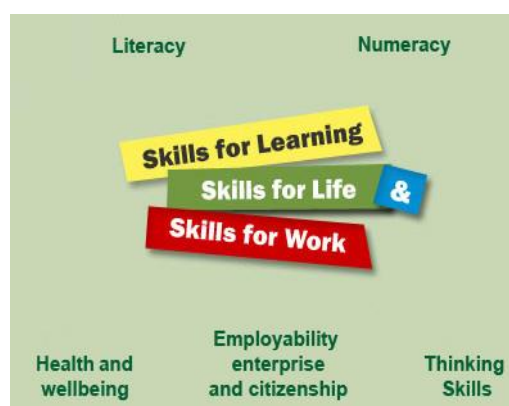 Literacy
Numeracy
Skills for Learning
Skills for Life &
Skills for Work
Health and
wellbeing
Employability
enterprise
and citizenship
Thinking
Skills